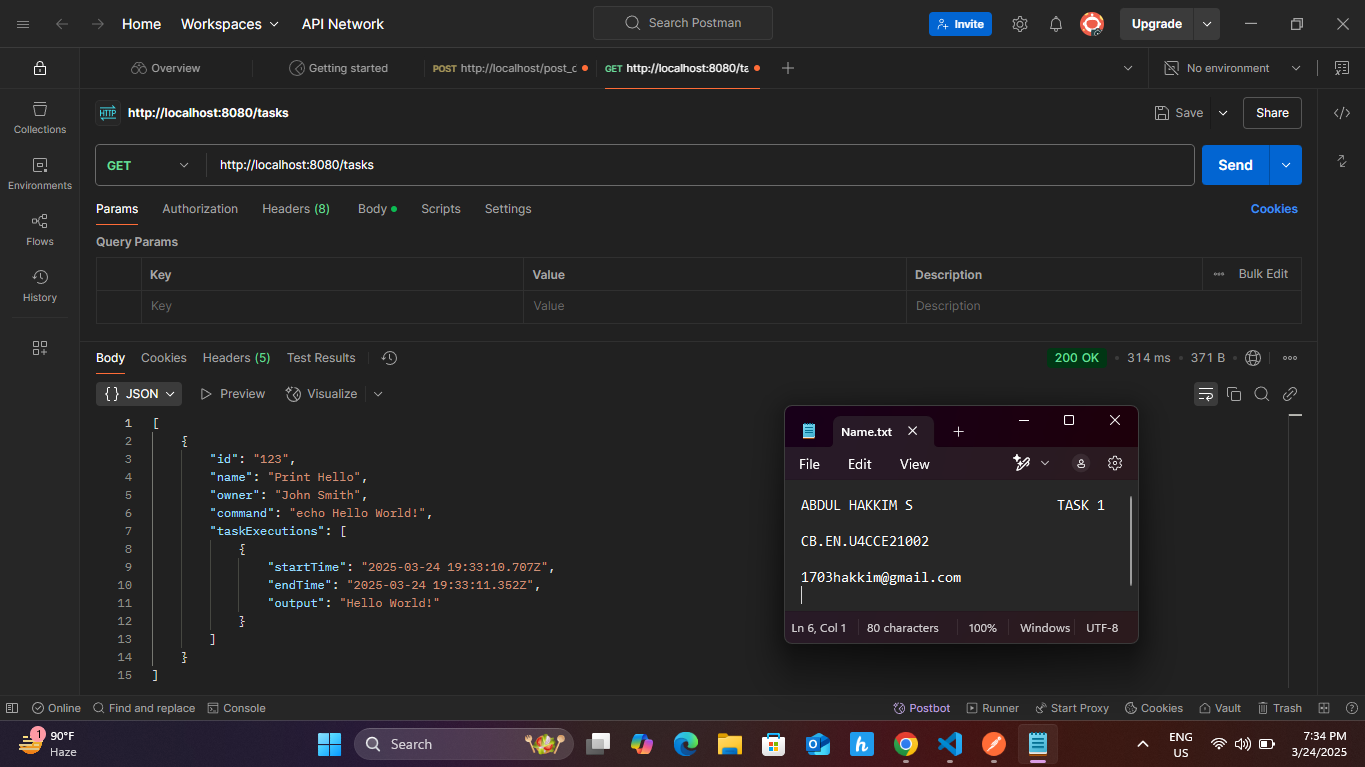 Home Workspaces API Network Search Postman Invite Upgrade
Overview Getting started POST http://localhost/post_c GET http://localhost:8080/ta No environment
HTTP http://localhost:8080/tasks Save Share
Collections
GET http://localhost:8080/tasks Send
Environments
Params Authorization Headers (8) Body Scripts Settings Cookies
Flows
Query Params
Key Value Description Bulk Edit
History
Key Value Description
Body Cookies Headers (5) Test Results 200 OK 314 ms 371 B
{} JSON Preview Visualize
1 [
2 {
3 "id": "123",
4 "name": "Print Hello",
5 "owner": "John Smith",
6 "command": "echo Hello World!",
7 "taskExecutions": [
8 {
9 "startTime": "2025-03-24 19:33:10.707Z",
10 "endTime": "2025-03-24 19:33:11.352Z",
11 "output": "Hello World!"
12 }
13 ]
14 }
15 ]
Name.txt
File Edit View
ABDUL HAKKIM S TASK 1
CB.EN.U4CCE21002
1703hakkim@gmail.com
Ln 6, Col 1 80 characters 100% Windows UTF-8
Online Find and replace Console Postbot Runner Start Proxy Cookies Vault Trash
1 90°F
Haze
Search
ENG
US
7:34 PM
3/24/2025